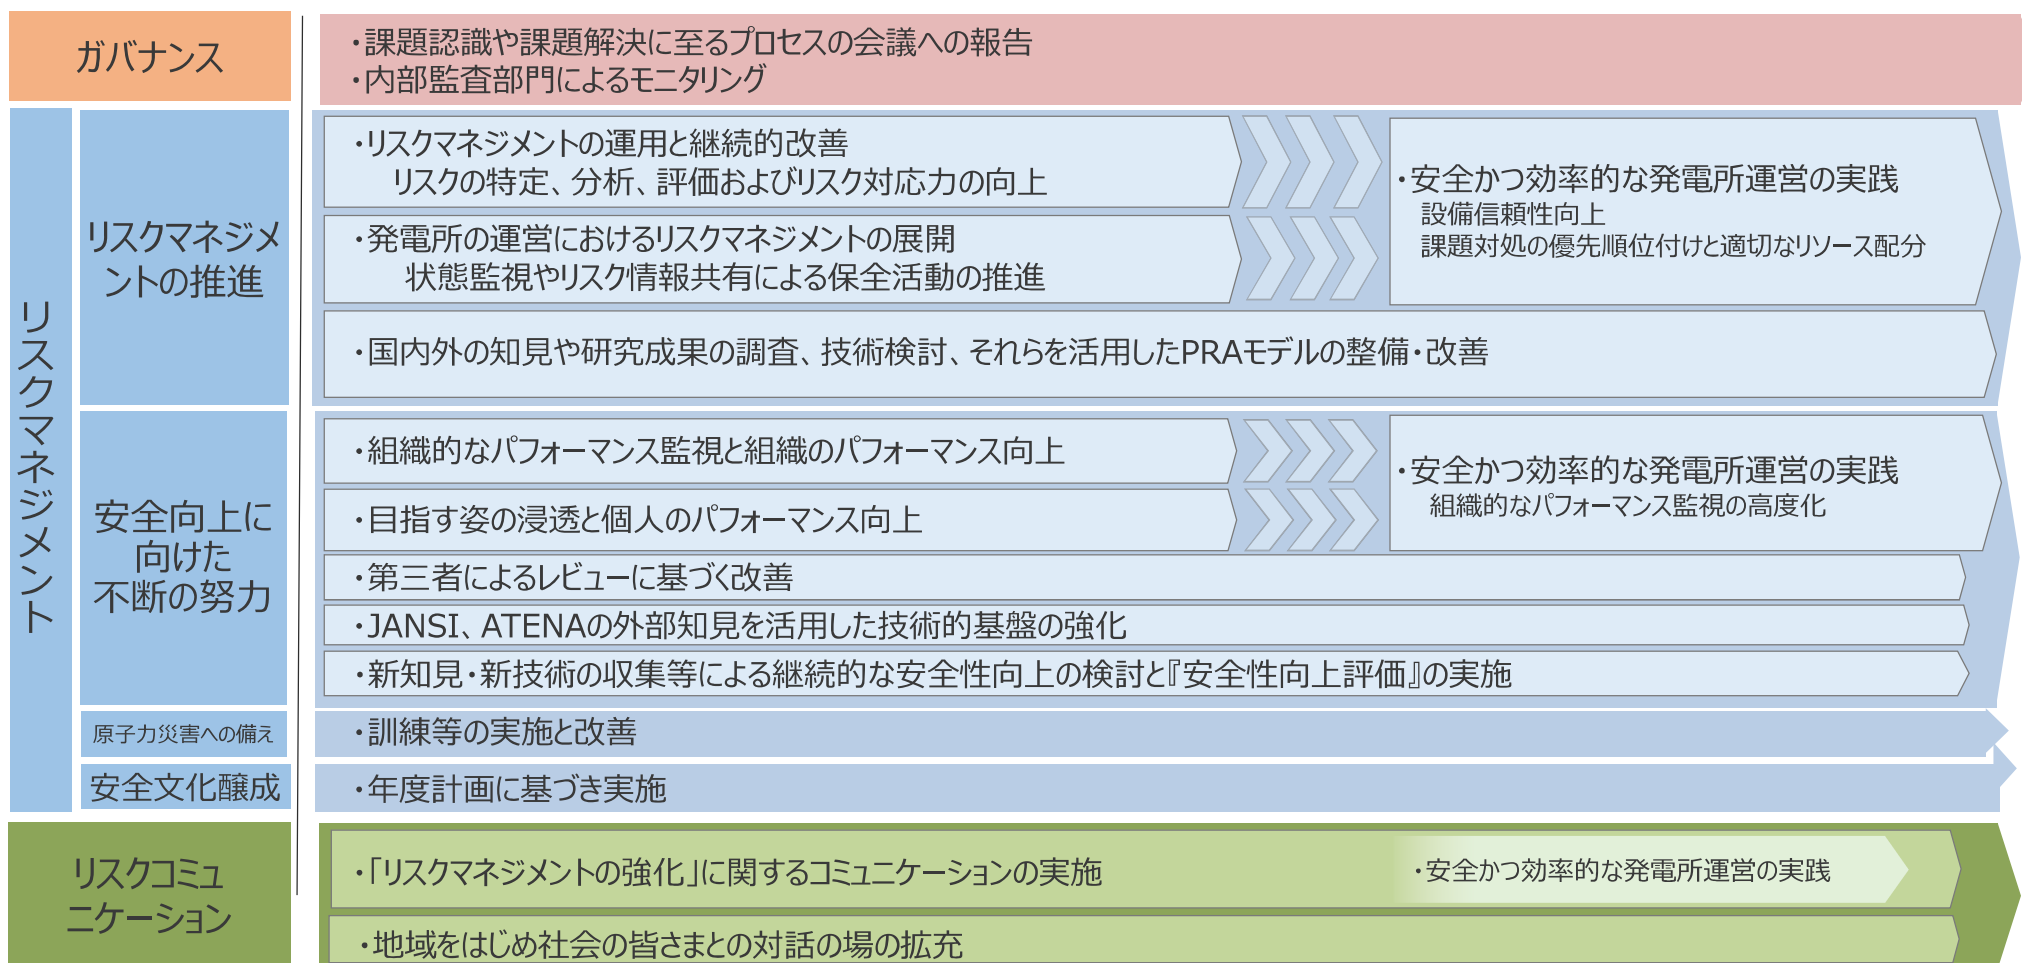 ガバナンス
・課題認識や課題解決に至るプロセスの会議への報告
・内部監査部門によるモニタリング
リスクマネジメント
リスクマネジメ
ントの推進
・リスクマネジメントの運用と継続的改善
リスクの特定、分析、評価およびリスク対応力の向上
・発電所の運営におけるリスクマネジメントの展開
状態監視やリスク情報共有による保全活動の推進
・安全かつ効率的な発電所運営の実践
設備信頼性向上
課題対処の優先順位付けと適切なリソース配分
・国内外の知見や研究成果の調査、技術検討、それらを活用したPRAモデルの整備・改善
安全向上に
向けた
不断の努力
・組織的なパフォーマンス監視と組織のパフォーマンス向上
・目指す姿の浸透と個人のパフォーマンス向上
・安全かつ効率的な発電所運営の実践
組織的なパフォーマンス監視の高度化
・第三者によるレビューに基づく改善
・JANSI、ATENAの外部知見を活用した技術的基盤の強化
・新知見・新技術の収集等による継続的な安全性向上の検討と『安全性向上評価』の実施
原子力災害への備え
・訓練等の実施と改善
安全文化醸成
・年度計画に基づき実施
リスクコミュ
ニケーション
・「リスクマネジメントの強化」に関するコミュニケーションの実施
・安全かつ効率的な発電所運営の実践
・地域をはじめ社会の皆さまとの対話の場の拡充